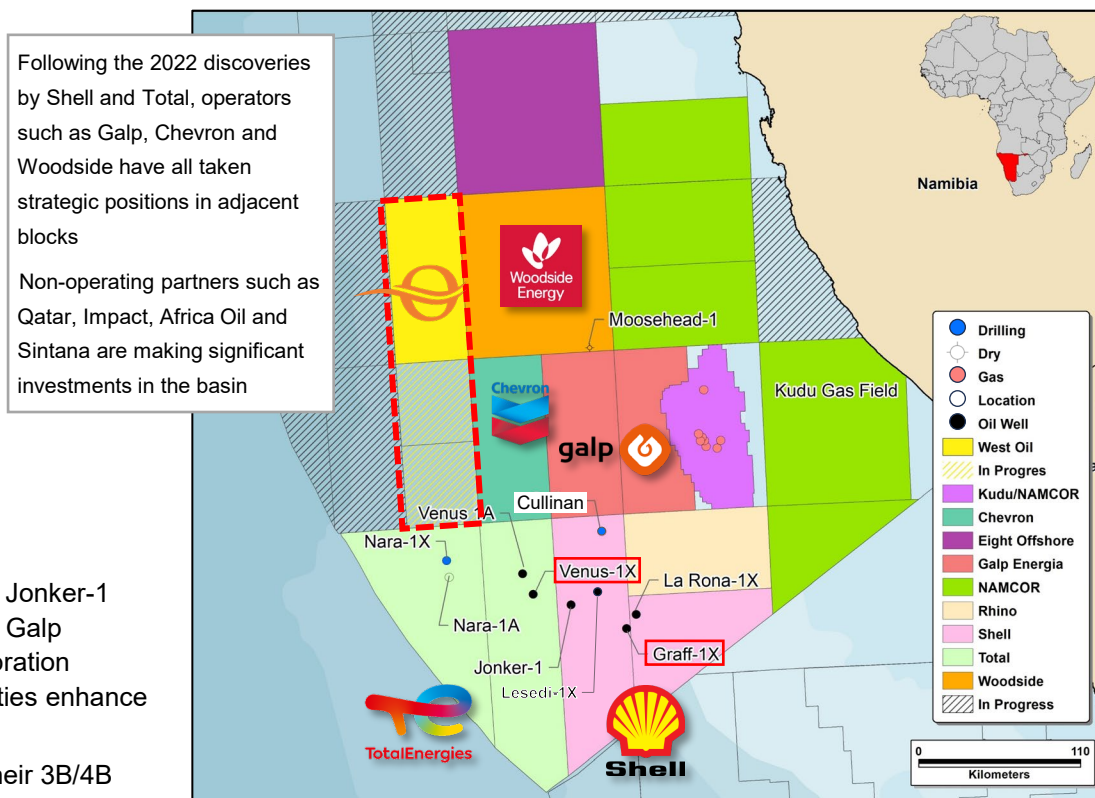 Following the 2022 discoveries
by Shell and Total, operators
such as Galp, Chevron and
Woodside have all taken
strategic positions in adjacent
blocks
Non-operating partners such as
Qatar, Impact, Africa Oil and
Sintana are making significant
investments in the basin
Jonker-1
Galp
oration
ties enhance
eir 3B/4B
Namibia
Woodside
Energy
Moosehead-1
Kudu Gas Field
Chevron
galp
Cullinan
Venus 1A
Nara-1X
Venus-1X
La Rona-1X
Nara-1A
Graff-1X
Jonker-1
Lesedi-1X
TotalEnergies
Shell
Drilling
Dry
Gas
Location
Oil Well
West Oil
In Progres
Kudu/NAMCOR
Chevron
Eight Offshore
Galp Energia
NAMCOR
Rhino
Shell
Total
Woodside
In Progress
0 110
Kilometers